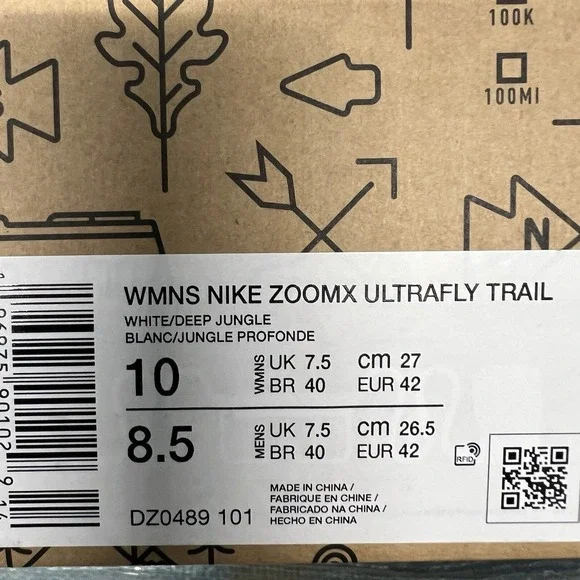 100K
100MI
N
WMNS NIKE ZOOMX ULTRAFLY TRAIL
WHITE/DEEP JUNGLE
BLANC/JUNGLE PROFONDE
10 WMNS UK 7.5 cm 27
BR 40 EUR 42
8.5 MENS UK 7.5 cm 26.5
BR 40 EUR 42
RFID
MADE IN CHINA /
FABRIQUE EN CHINE /
FABRICADO NA CHINA /
HECHO EN CHINA
DZ0489 101